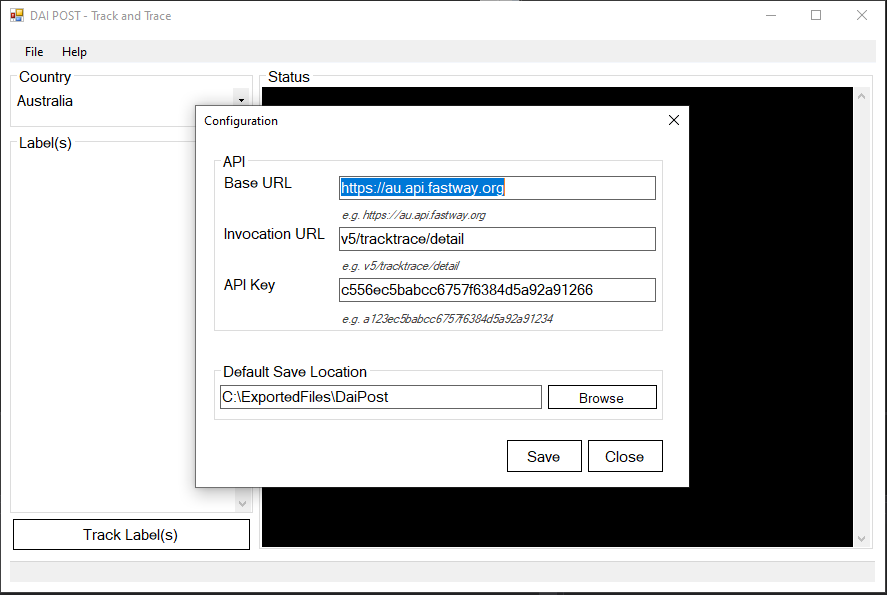 DAI POST - Track and Trace
File Help
Country
Australia
Status
Label(s)
Configuration
API
Base URL
https://au.api.fastway.org
e.g. https://au.api.fastway.org
Invocation URL
v5/tracktrace/detail
e.g. v5/tracktrace/detail
API Key
c556ec5babcc6757f6384d5a92a91266
e.g. a123ec5babcc6757f6384d5a92a91234
Default Save Location
C:\ExportedFiles\DaiPost
Browse
Save
Close
Track Label(s)